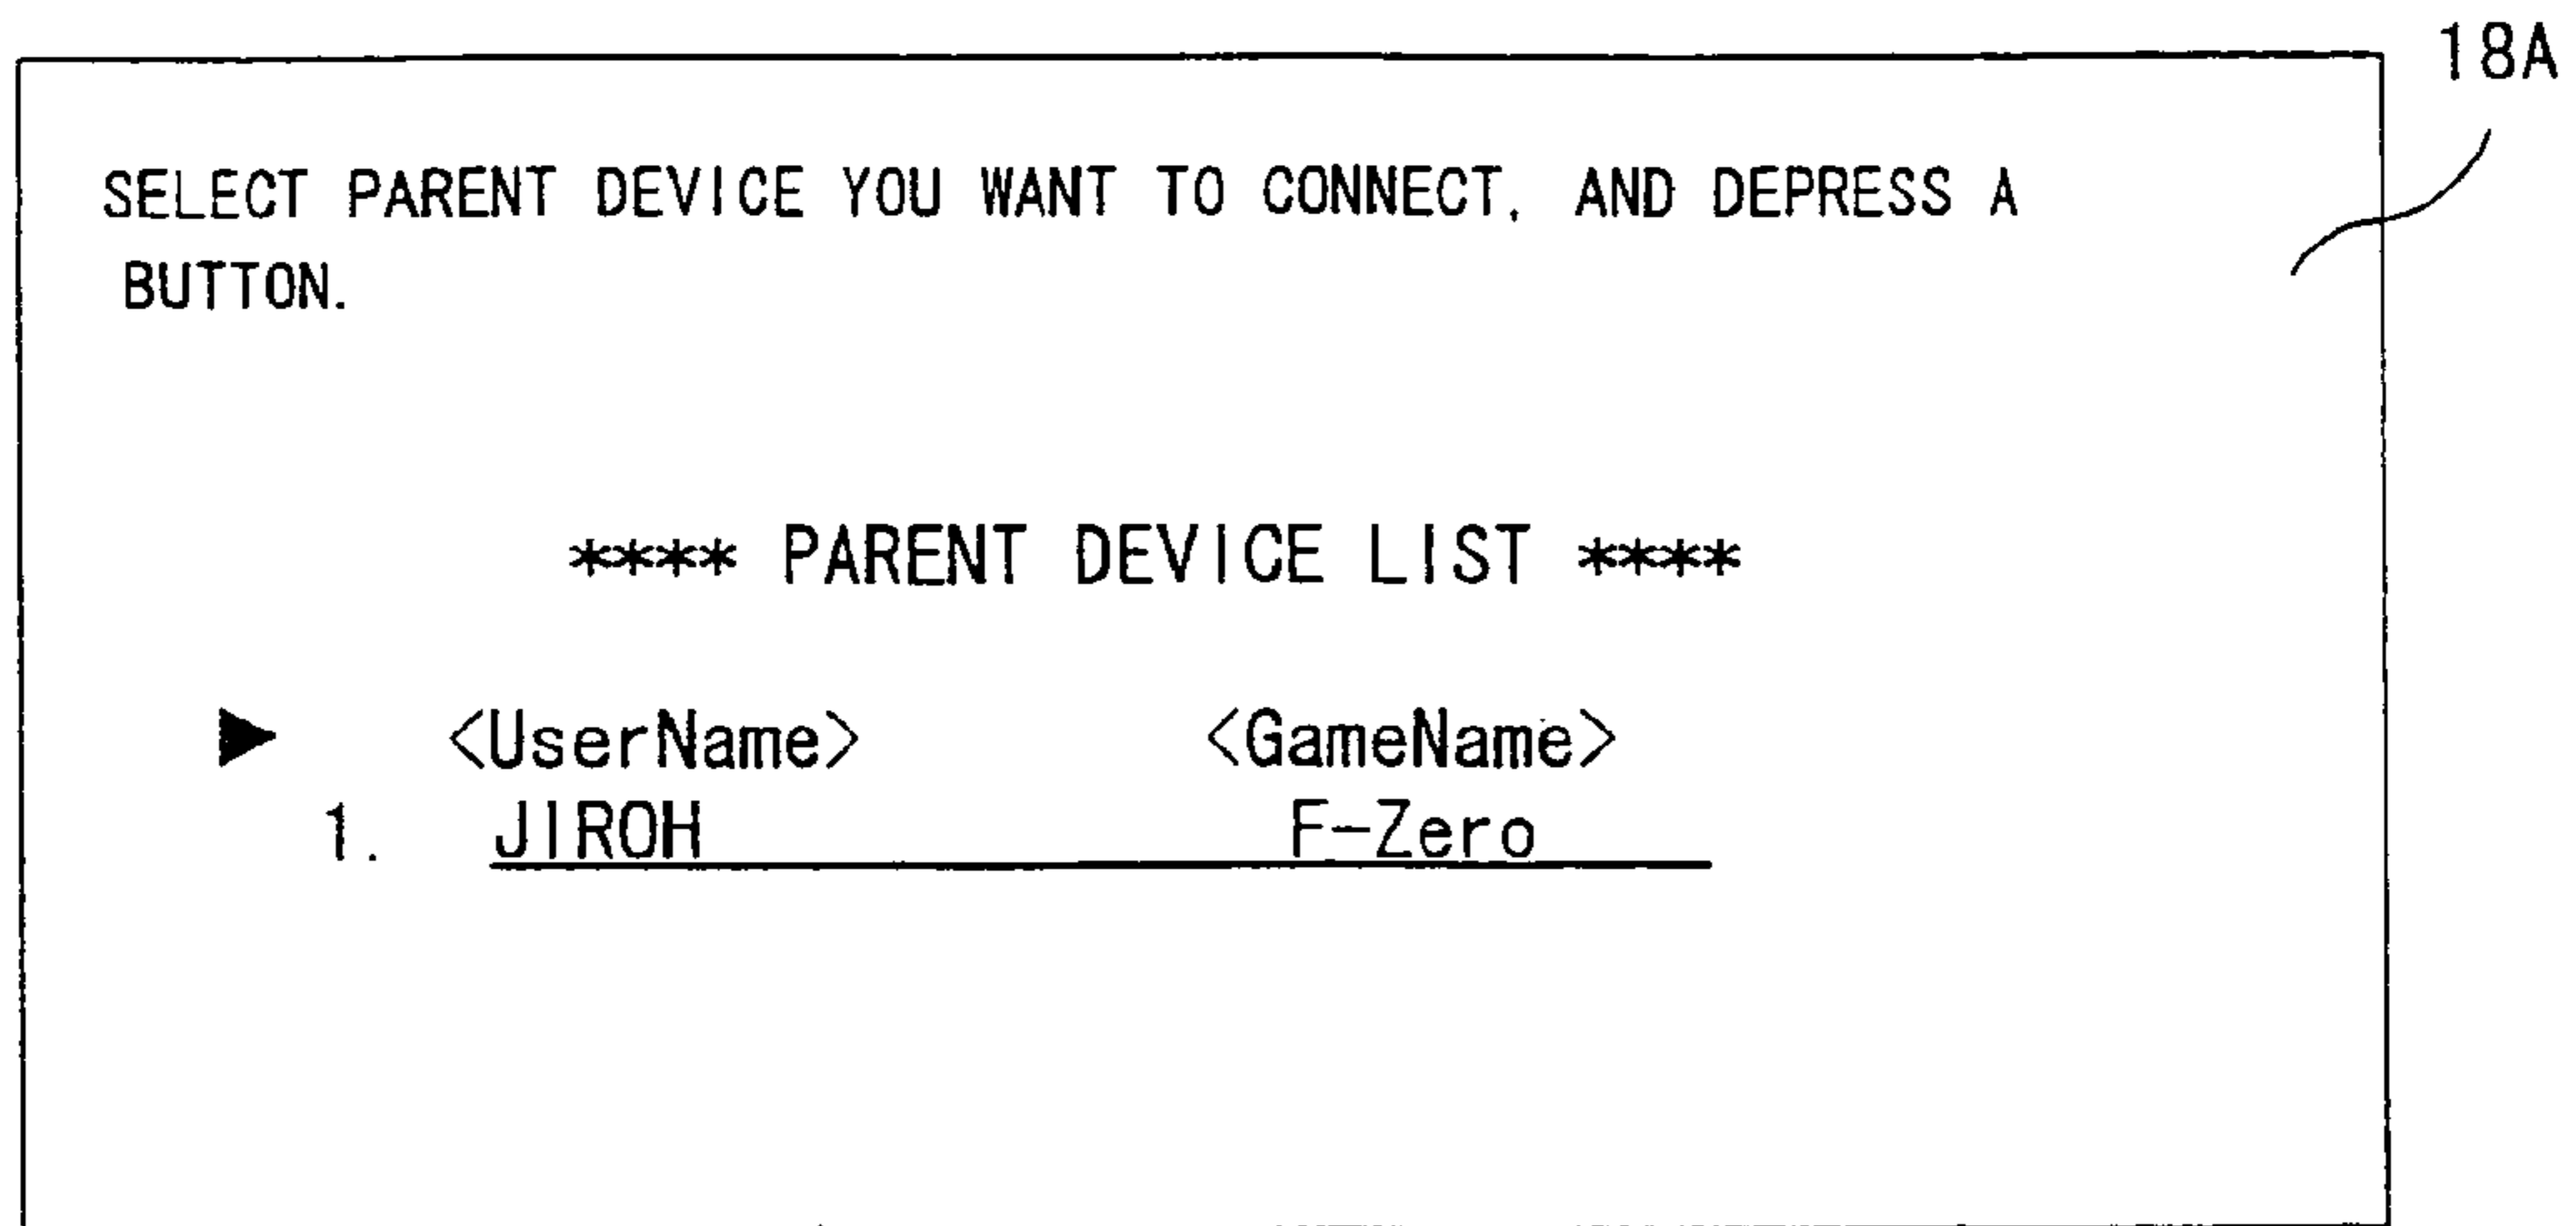 18A
SELECT PARENT DEVICE YOU WANT TO CONNECT, AND DEPRESS A
BUTTON.
**** PARENT DEVICE LIST ****
▶ <UserName> <GameName>
1. JIROH F-Zero